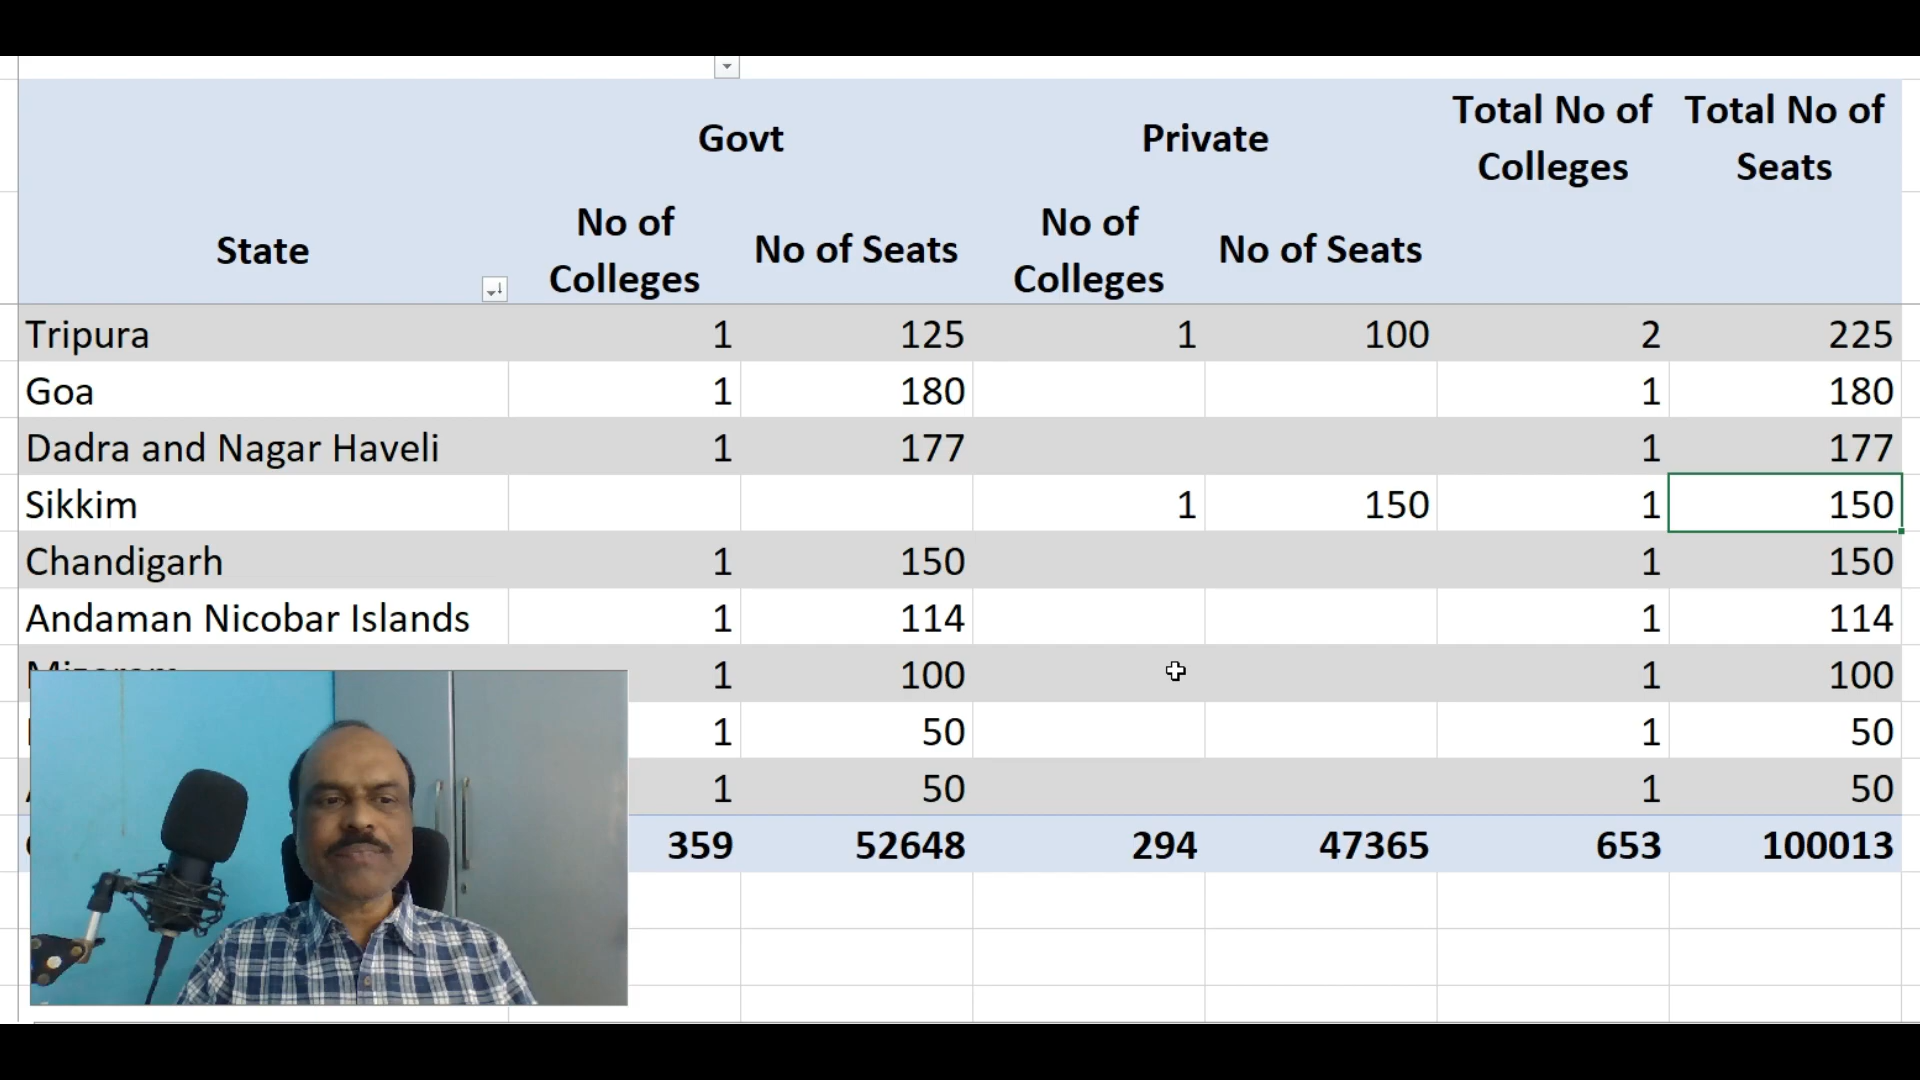 Govt Private Total No of Colleges Total No of Seats
State No of Colleges No of Seats No of Colleges No of Seats
Tripura 1 125 1 100 2 225
Goa 1 180 1 180
Dadra and Nagar Haveli 1 177 1 177
Sikkim 1 150 1 150
Chandigarh 1 150 1 150
Andaman Nicobar Islands 1 114 1 114
Mizoram 1 100 1 100
1 50 1 50
1 50 1 50
359 52648 294 47365 653 100013